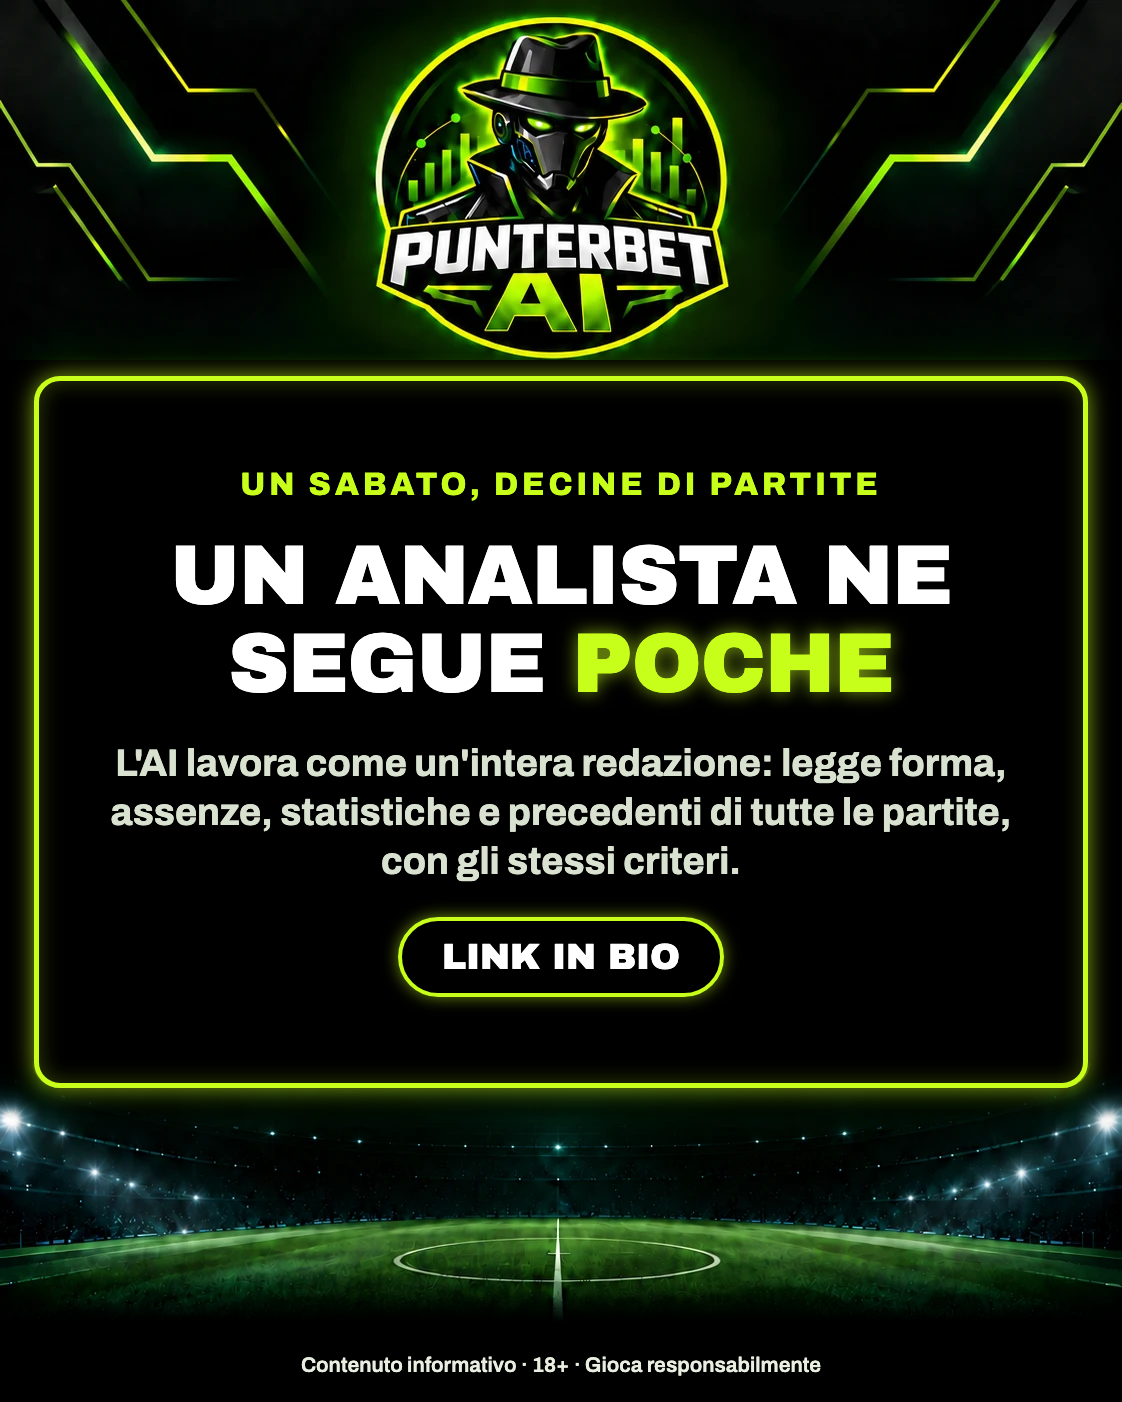 PUNTERBET
AI
UN SABATO, DECINE DI PARTITE
UN ANALISTA NE
SEGUE POCHE
L'AI lavora come un'intera redazione: legge forma,
assenze, statistiche e precedenti di tutte le partite,
con gli stessi criteri.
LINK IN BIO
Contenuto informativo · 18+ · Gioca responsabilmente